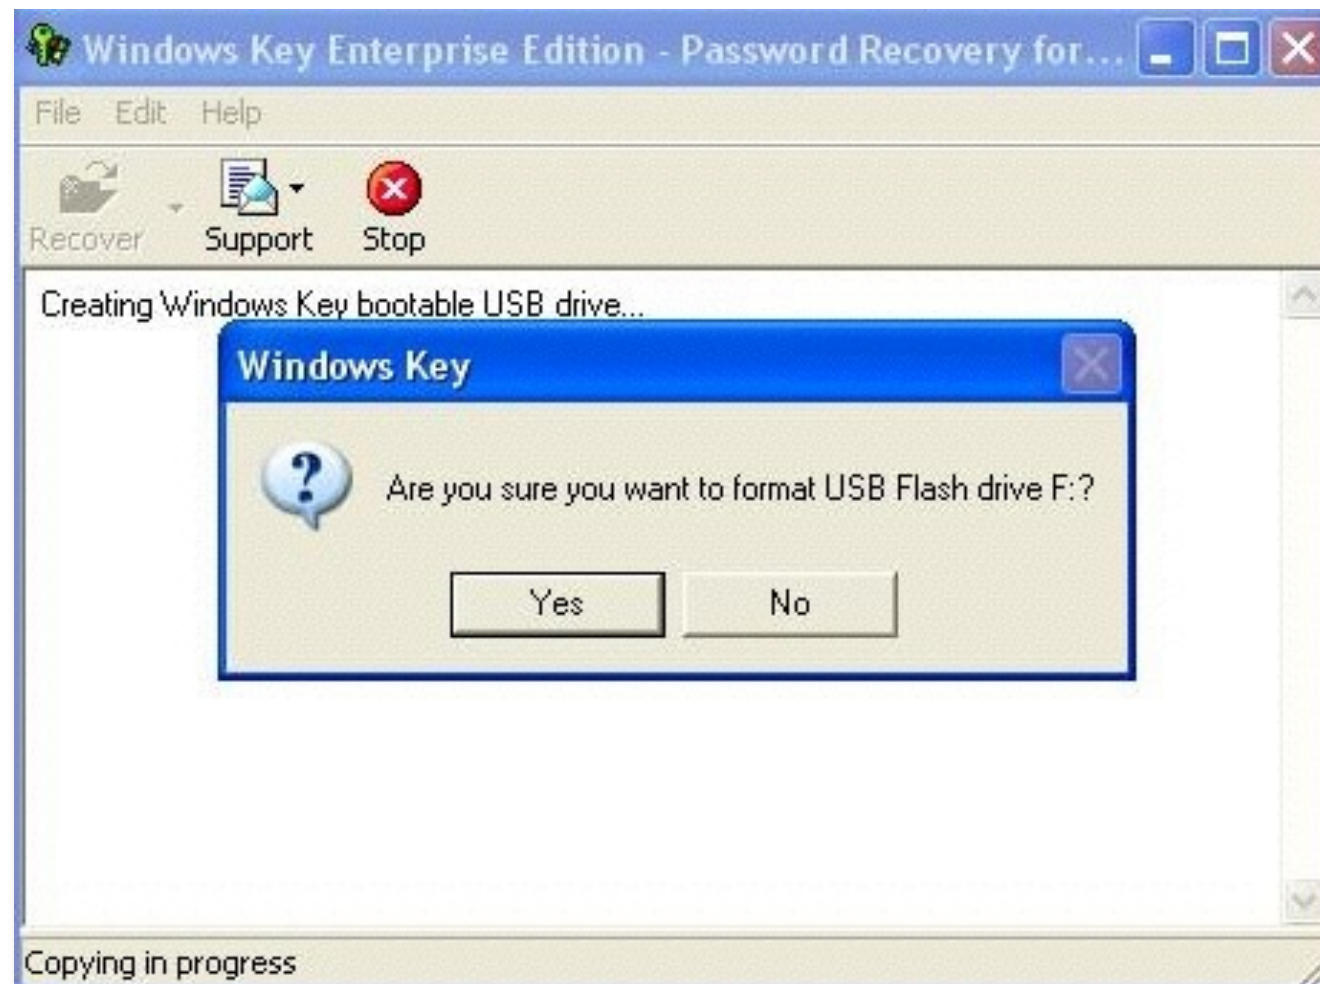 Windows Key Enterprise Edition - Password Recovery for...
File Edit Help
Recover Support Stop
Creating Windows Key bootable USB drive...
Windows Key
Are you sure you want to format USB Flash drive F:?
Yes No
Copying in progress